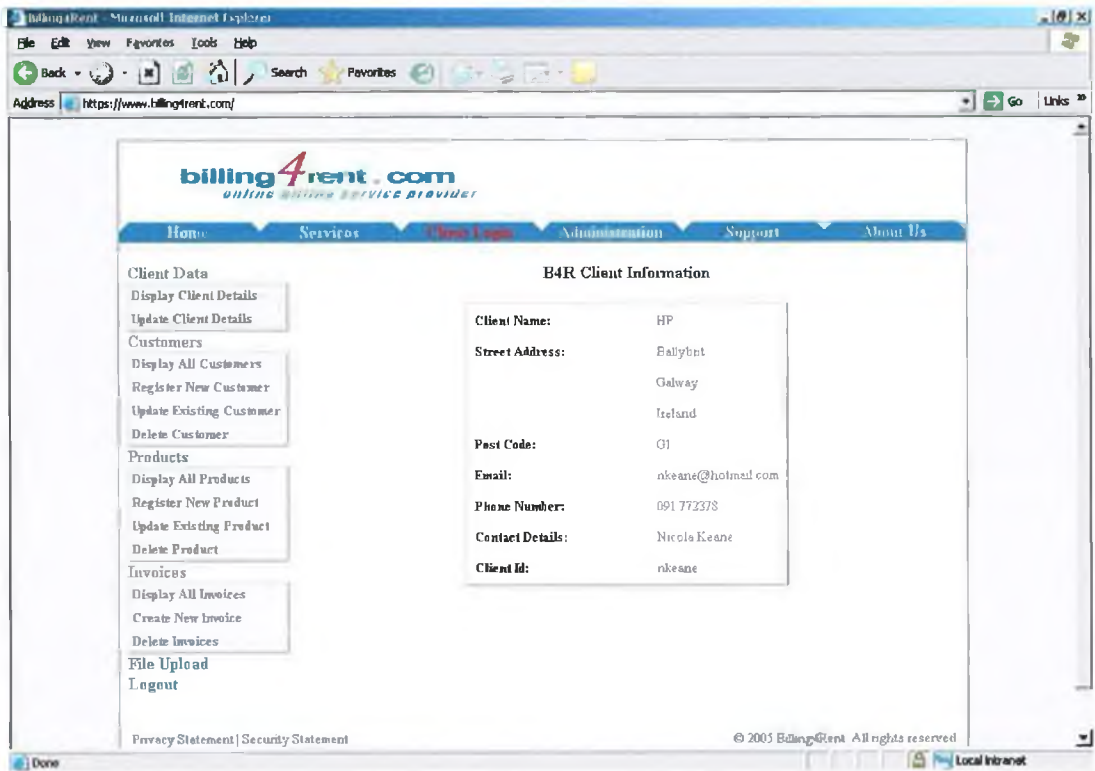 Billing4Rent - Microsoft Internet Explorer
File Edit View Favorites Tools Help
Back Search Favorites
Address https://www.billing4rent.com/ Go Links
billing4rent.com
online billing service provider
Home Services Client Login Administration Support About Us
Client Data
Display Client Details
Update Client Details
Customers
Display All Customers
Register New Customer
Update Existing Customer
Delete Customer
Products
Display All Products
Register New Product
Update Existing Product
Delete Product
Invoices
Display All Invoices
Create New Invoice
Delete Invoices
File Upload
Logout
B4R Client Information
Client Name: HP
Street Address: Ballybrit
Galway
Ireland
Post Code: G1
Email: nkeane@hotmail.com
Phone Number: 091 772378
Contact Details: Nicola Keane
Client Id: nkeane
Privacy Statement | Security Statement
© 2005 Billing4Rent All rights reserved
Done Local intranet